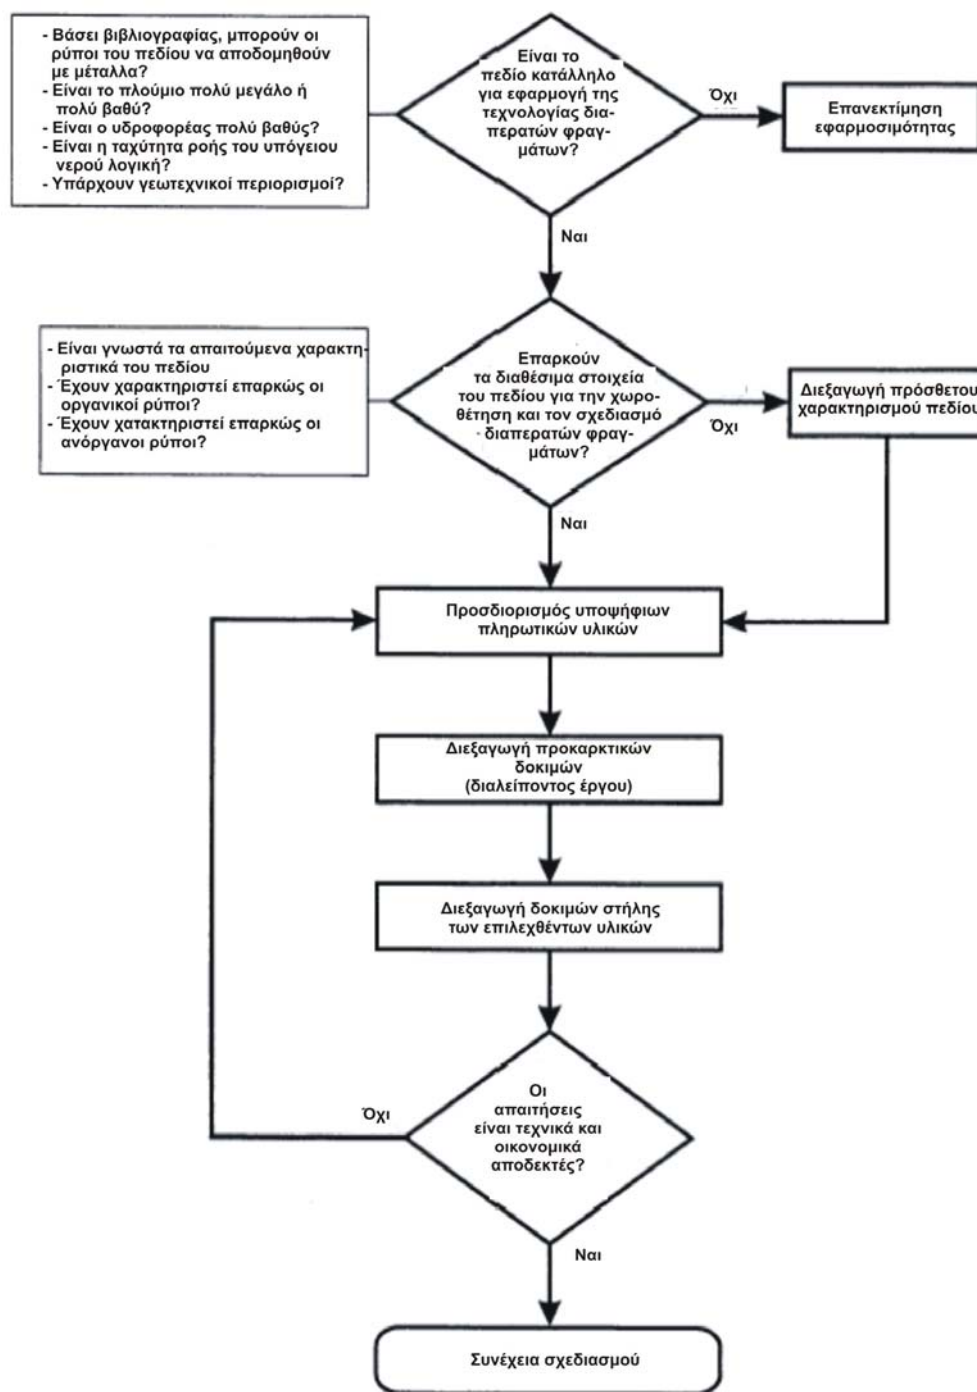 - Βάσει βιβλιογραφίας, μπορούν οι
ρύποι του πεδίου να αποδομηθούν
με μέταλλα?
- Είναι το πλούμιο πολύ μεγάλο ή
πολύ βαθύ?
- Είναι ο υδροφορέας πολύ βαθύς?
- Είναι η ταχύτητα ροής του υπόγειου
νερού λογική?
- Υπάρχουν γεωτεχνικοί περιορισμοί?
Είναι το
πεδίο κατάλληλο
για εφαρμογή της
τεχνολογίας δια-
περατών φραγ-
μάτων?
Όχι
Επανεκτίμηση
εφαρμοσιμότητας
Ναι
- Είναι γνωστά τα απαιτούμενα χαρακτη-
ριστικά του πεδίου
- Έχουν χαρακτηριστεί επαρκώς οι
οργανικοί ρύποι?
- Έχουν χατακτηριστεί επαρκώς οι
ανόργανοι ρύποι?
Επαρκούν
τα διαθέσιμα στοιχεία
του πεδίου για την χωρο-
θέτηση και τον σχεδιασμό
διαπερατών φραγ-
μάτων?
Όχι
Διεξαγωγή πρόσθετου
χαρακτηρισμού πεδίου
Ναι
Προσδιορισμός υποψήφιων
πληρωτικών υλικών
Διεξαγωγή προκαρκτικών
δοκιμών
(διαλείποντος έργου)
Διεξαγωγή δοκιμών στήλης
των επιλεχθέντων υλικών
Οι
απαιτήσεις
είναι τεχνικά και
οικονομικά
αποδεκτές?
Όχι
Ναι
Συνέχεια σχεδιασμού